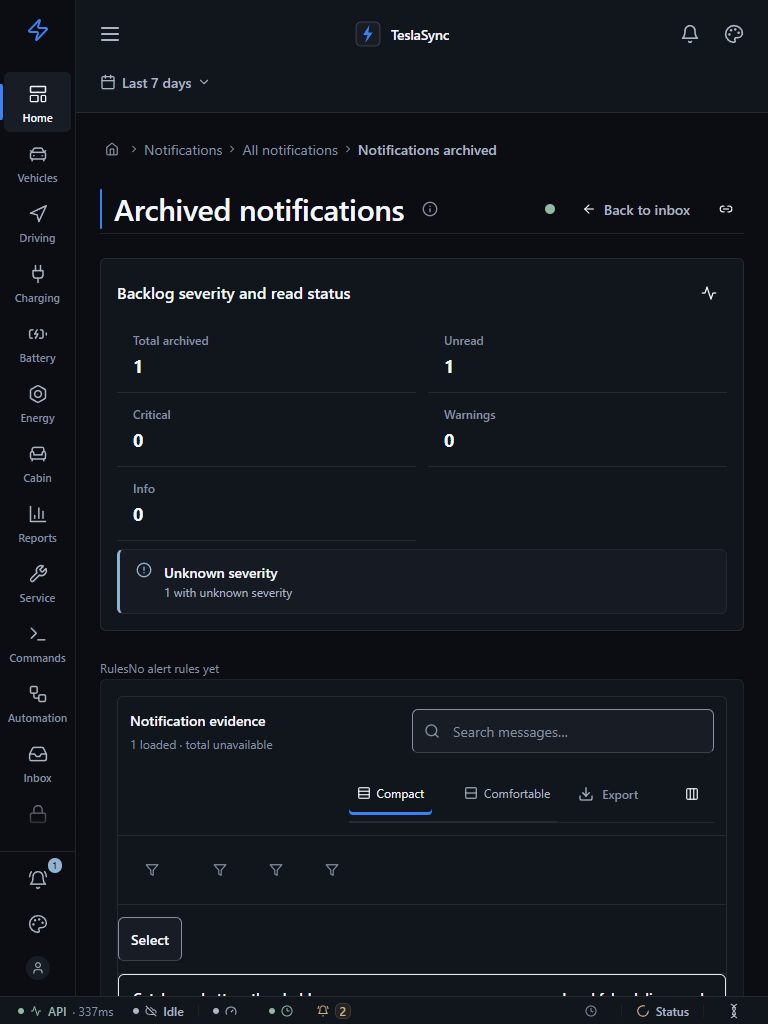 TeslaSync
Last 7 days
Home
Vehicles
Driving
Charging
Battery
Energy
Cabin
Reports
Service
Commands
Automation
Inbox
1
Notifications
All notifications
Notifications archived
Archived notifications
Back to inbox
Backlog severity and read status
Total archived
1
Unread
1
Critical
0
Warnings
0
Info
0
Unknown severity
1 with unknown severity
RulesNo alert rules yet
Notification evidence
1 loaded · total unavailable
Search messages...
Compact
Comfortable
Export
Select
API · 337ms
Idle
2
Status